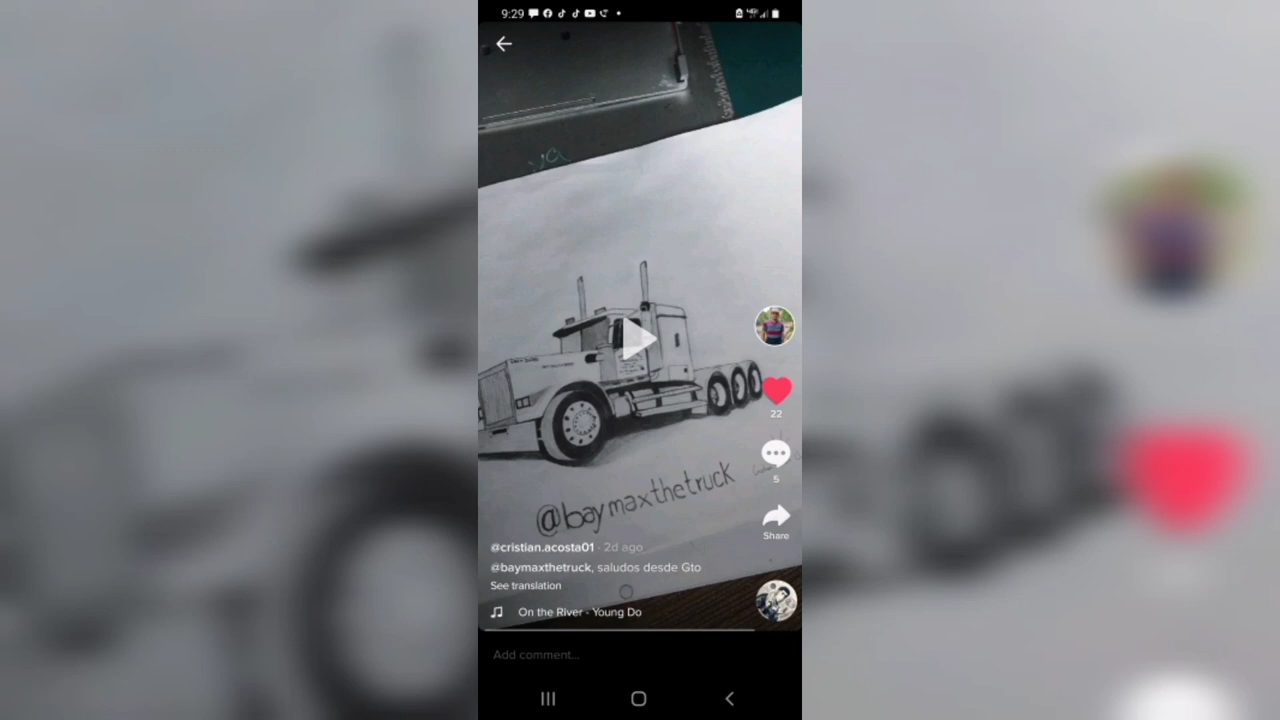 9:29
@baymaxthetruck
22
5
Share
@cristian.acosta01 · 2d ago
@baymaxthetruck, saludos desde Gto
See translation
On the River - Young Do
Add comment...